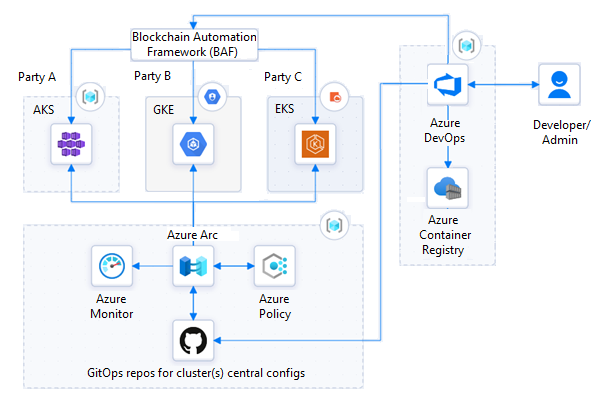 Blockchain Automation
Framework (BAF)
Party A
Party B
Party C
AKS
GKE
EKS
Azure
DevOps
Developer/
Admin
Azure
Container
Registry
Azure Arc
Azure
Monitor
Azure
Policy
GitOps repos for cluster(s) central configs